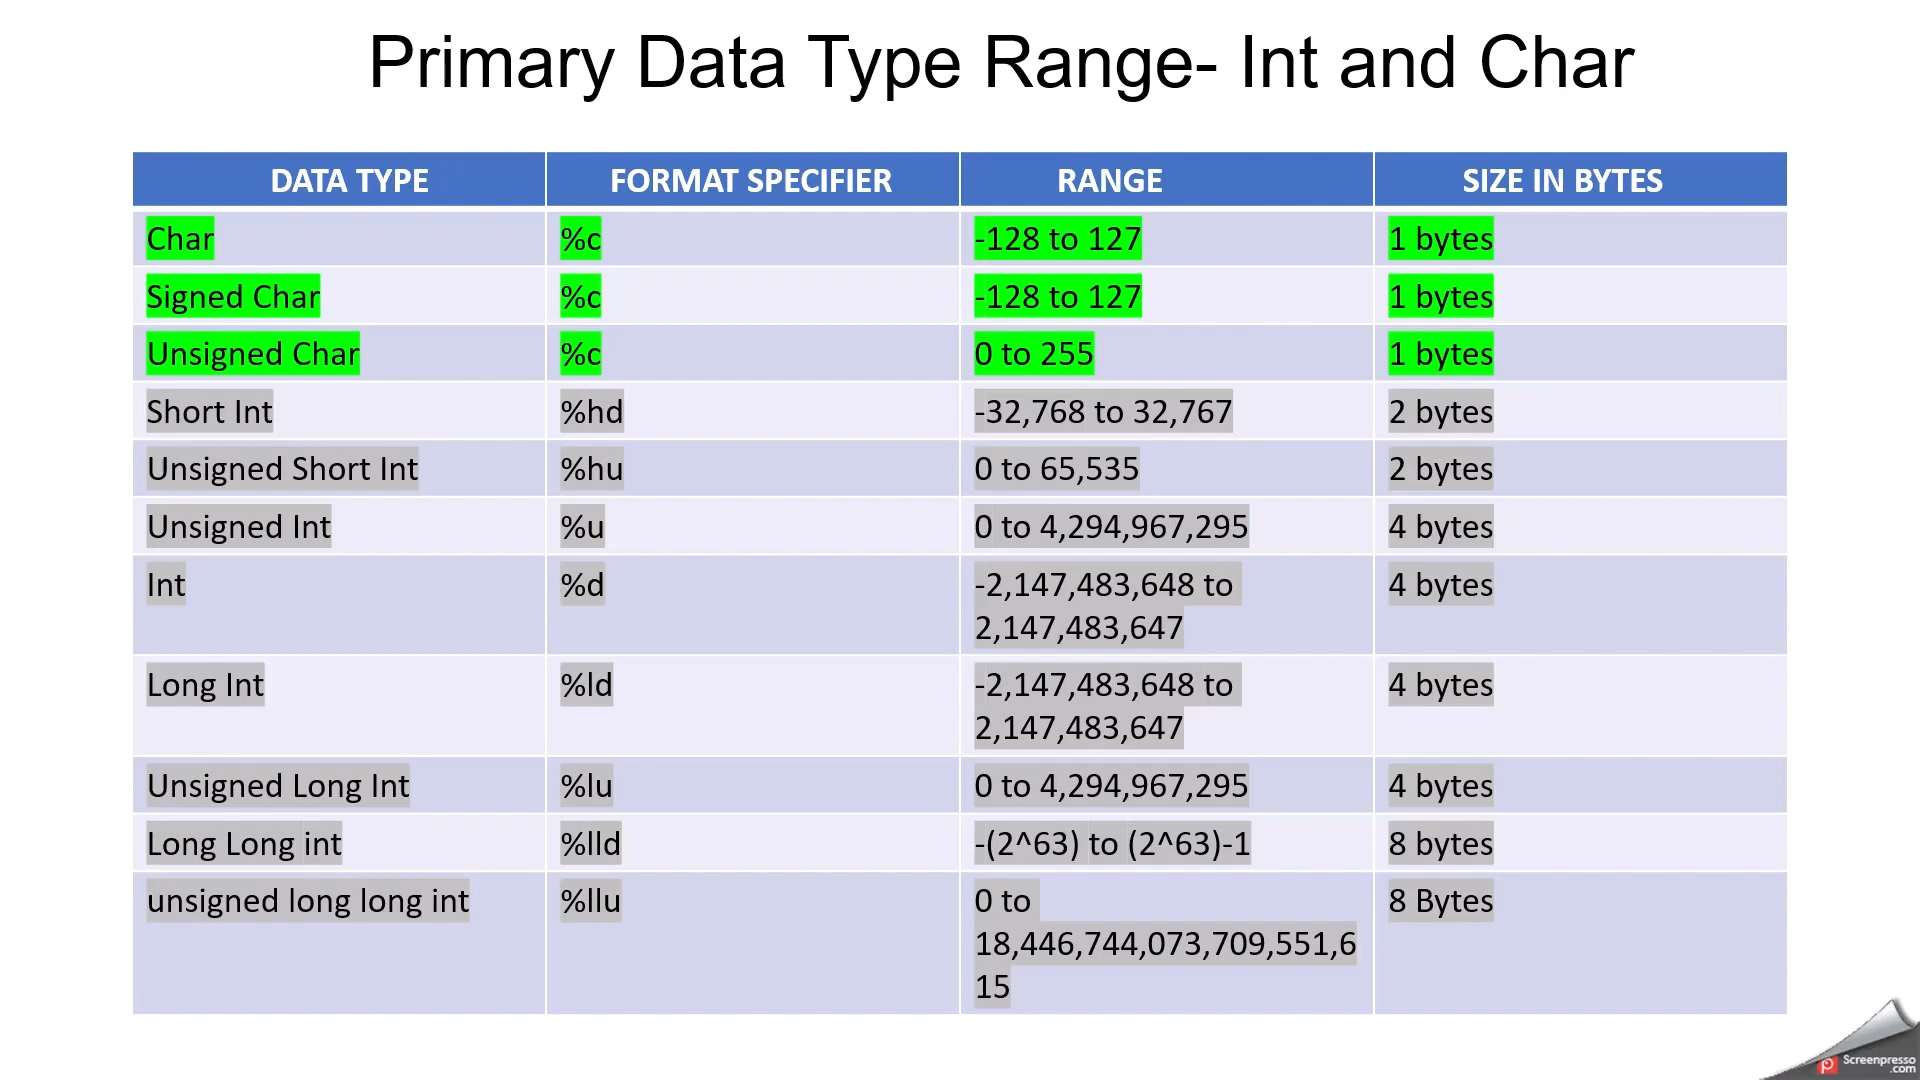 Primary Data Type Range- Int and Char
DATA TYPE FORMAT SPECIFIER RANGE SIZE IN BYTES
Char %c -128 to 127 1 bytes
Signed Char %c -128 to 127 1 bytes
Unsigned Char %c 0 to 255 1 bytes
Short Int %hd -32,768 to 32,767 2 bytes
Unsigned Short Int %hu 0 to 65,535 2 bytes
Unsigned Int %u 0 to 4,294,967,295 4 bytes
Int %d -2,147,483,648 to 4 bytes
2,147,483,647
Long Int %ld -2,147,483,648 to 4 bytes
2,147,483,647
Unsigned Long Int %lu 0 to 4,294,967,295 4 bytes
Long Long int %lld -(2^63) to (2^63)-1 8 bytes
unsigned long long int %llu 0 to 8 Bytes
18,446,744,073,709,551,6
15
Screenpresso
.com